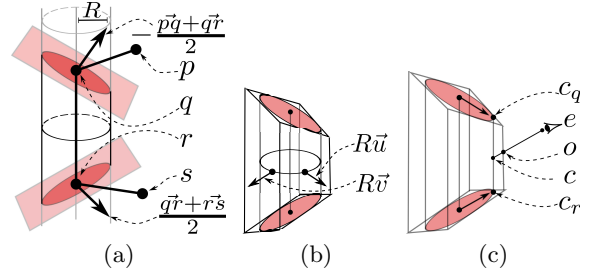 R
− p⃗q+q⃗r / 2
p
q
r
s
q⃗r+r⃗s / 2
(a)
Ru⃗
Rv⃗
(b)
c_q
e
o
c
c_r
(c)